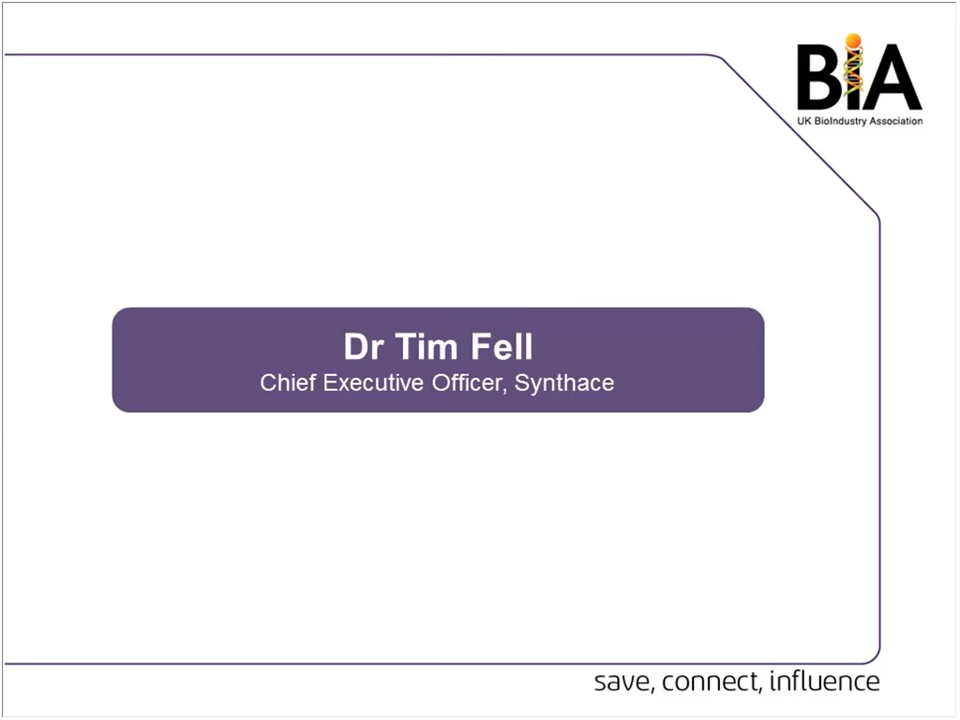 BiA
UK BioIndustry Association
Dr Tim Fell
Chief Executive Officer, Synthace
save, connect, influence